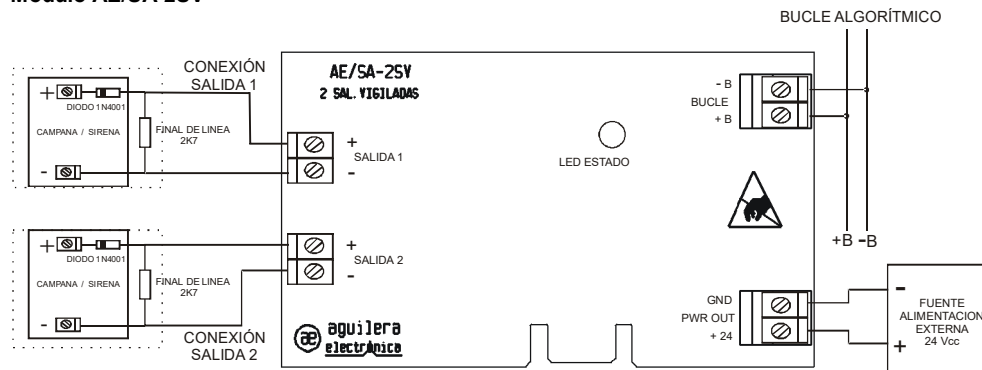 Módulo AE/SA-2SV
BUCLE ALGORÍTMICO
CONEXIÓN
SALIDA 1
+
DIODO 1N4001
CAMPANA / SIRENA
-
FINAL DE LINEA
2K7
AE/SA-2SV
2 SAL. VIGILADAS
+
SALIDA 1
-
LED ESTADO
- B
BUCLE
+ B
+B -B
+
DIODO 1N4001
CAMPANA / SIRENA
-
FINAL DE LINEA
2K7
CONEXIÓN
SALIDA 2
+
SALIDA 2
-
ae aguilera
electrónica
GND
PWR OUT
+ 24
-
FUENTE
ALIMENTACION
EXTERNA
24 Vcc
+